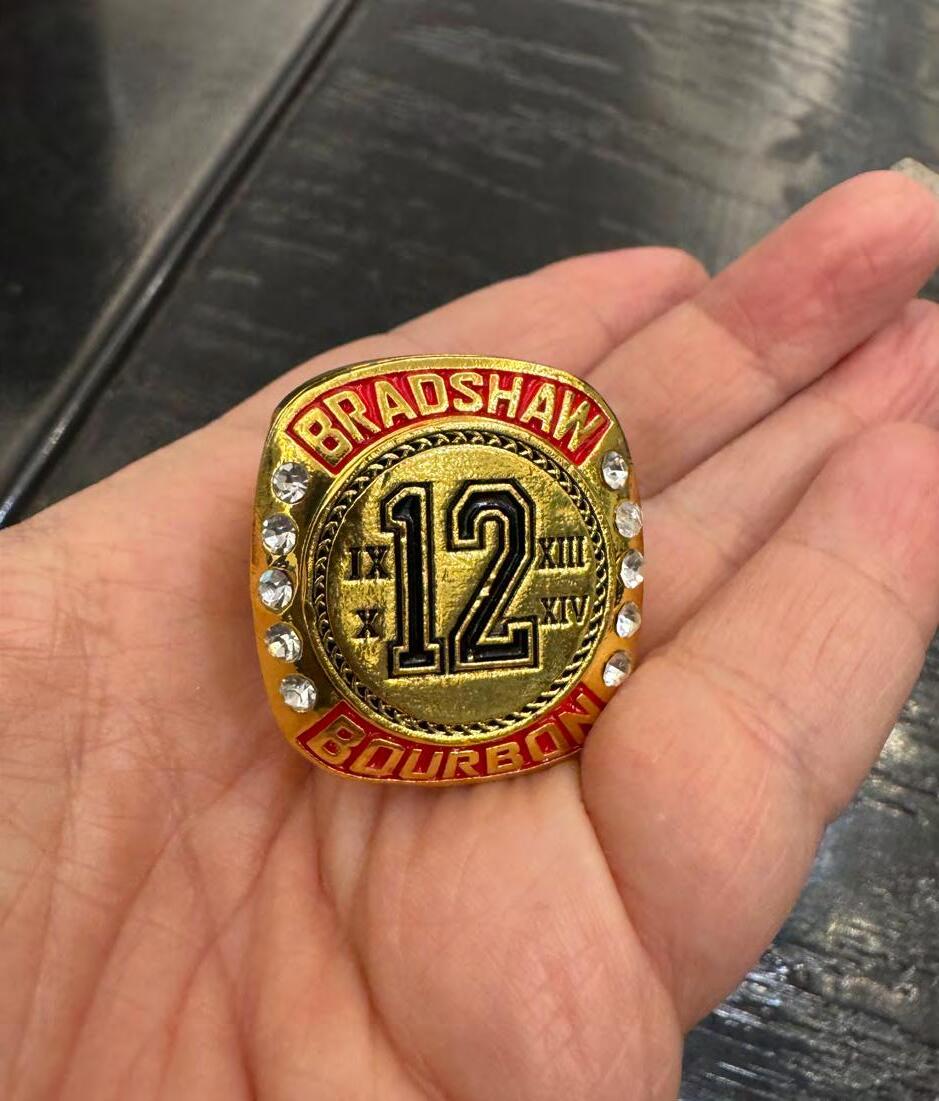 BRADSHAW
12
IX XIII
X XIV
BOURBON